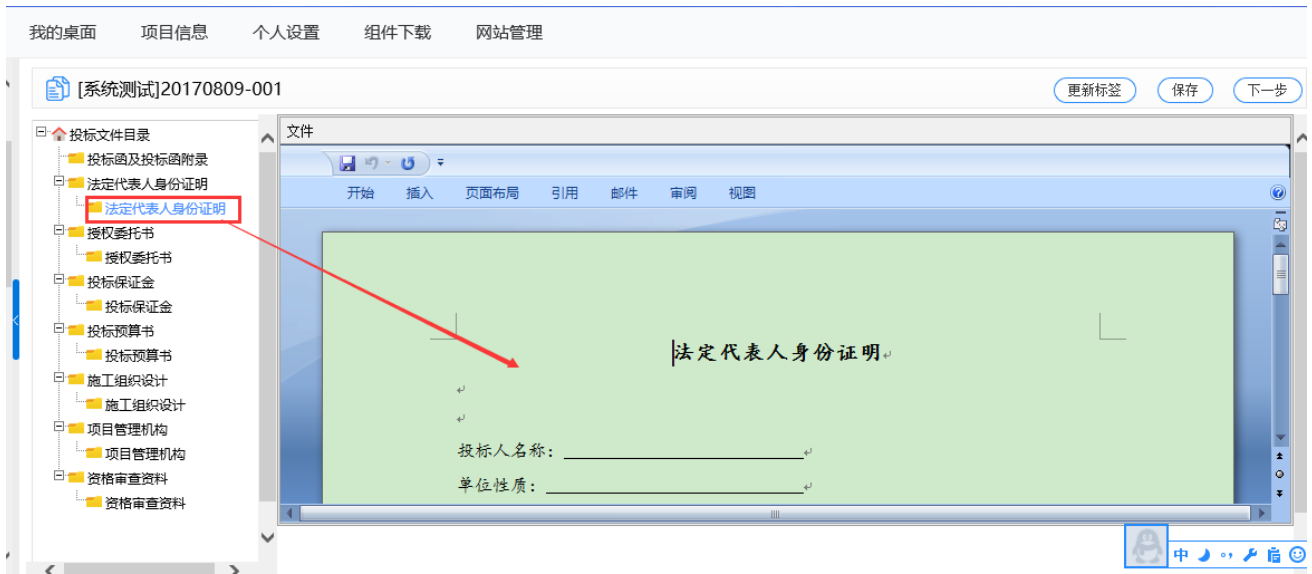 我的桌面 项目信息 个人设置 组件下载 网站管理
[系统测试]20170809-001 更新标签 保存 下一步
投标文件目录
投标函及投标函附录
法定代表人身份证明
法定代表人身份证明
授权委托书
授权委托书
投标保证金
投标保证金
投标预算书
投标预算书
施工组织设计
施工组织设计
项目管理机构
项目管理机构
资格审查资料
资格审查资料
文件
开始 插入 页面布局 引用 邮件 审阅 视图
法定代表人身份证明
投标人名称：
单位性质：
中